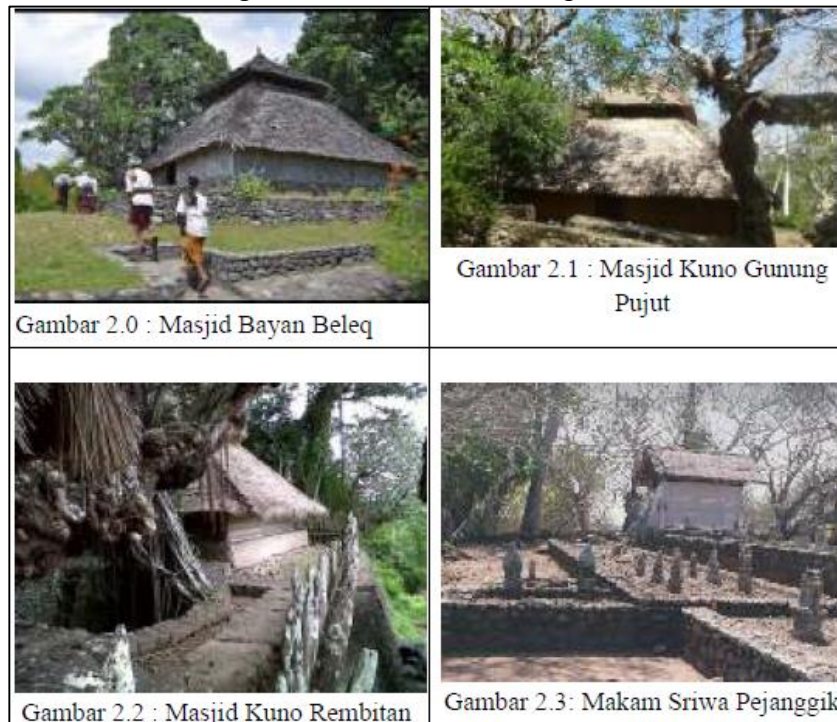 Gambar 2.0 : Masjid Bayan Beleq
Gambar 2.1 : Masjid Kuno Gunung
Pujut
Gambar 2.2 : Masjid Kuno Rembitan
Gambar 2.3: Makam Sriwa Pejanggik